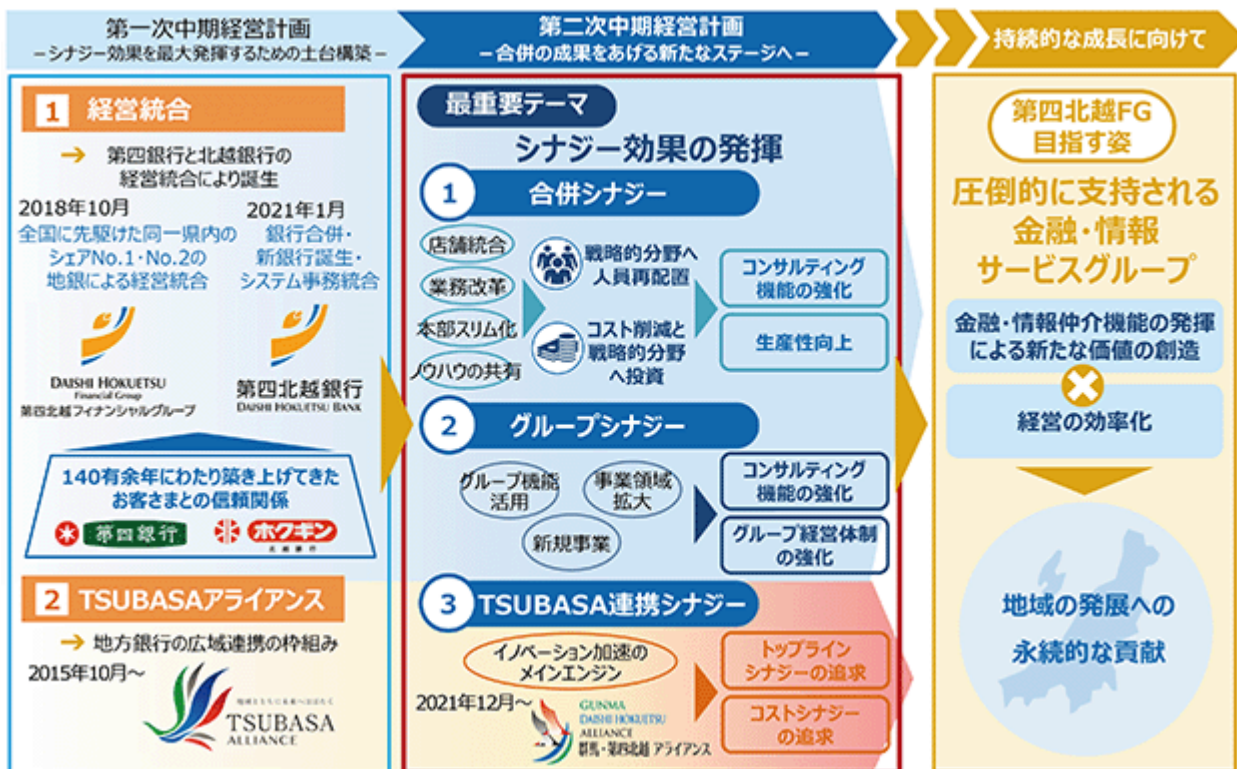 第一次中期経営計画
－シナジー効果を最大発揮するための土台構築－
1 経営統合
第四銀行と北越銀行の
経営統合により誕生
2018年10月
全国に先駆けた同一県内の
シェアNo.1・No.2の
地銀による経営統合
DAISHI HOKUETSU
Financial Group
第四北越フィナンシャルグループ
2021年1月
銀行合併・
新銀行誕生・
システム事務統合
第四北越銀行
DAISHI HOKUETSU BANK
140有余年にわたり築き上げてきた
お客さまとの信頼関係
第四銀行
ホクギン
北越銀行
2 TSUBASAアライアンス
地方銀行の広域連携の枠組み
2015年10月～
TSUBASA
ALLIANCE
第二次中期経営計画
－合併の成果をあげる新たなステージへ－
最重要テーマ
シナジー効果の発揮
1 合併シナジー
店舗統合
業務改革
本部スリム化
ノウハウの共有
戦略的分野へ
人員再配置
コスト削減と
戦略的分野
へ投資
コンサルティング
機能の強化
生産性向上
2 グループシナジー
グループ機能
活用
事業領域
拡大
新規事業
コンサルティング
機能の強化
グループ経営体制
の強化
3 TSUBASA連携シナジー
イノベーション加速の
メインエンジン
2021年12月～
GUNMA
DAISHI HOKUETSU
ALLIANCE
群馬・第四北越 アライアンス
トップライン
シナジーの追求
コストシナジー
の追求
持続的な成長に向けて
第四北越FG
目指す姿
圧倒的に支持される
金融・情報
サービスグループ
金融・情報仲介機能の発揮
による新たな価値の創造
経営の効率化
地域の発展への
永続的な貢献